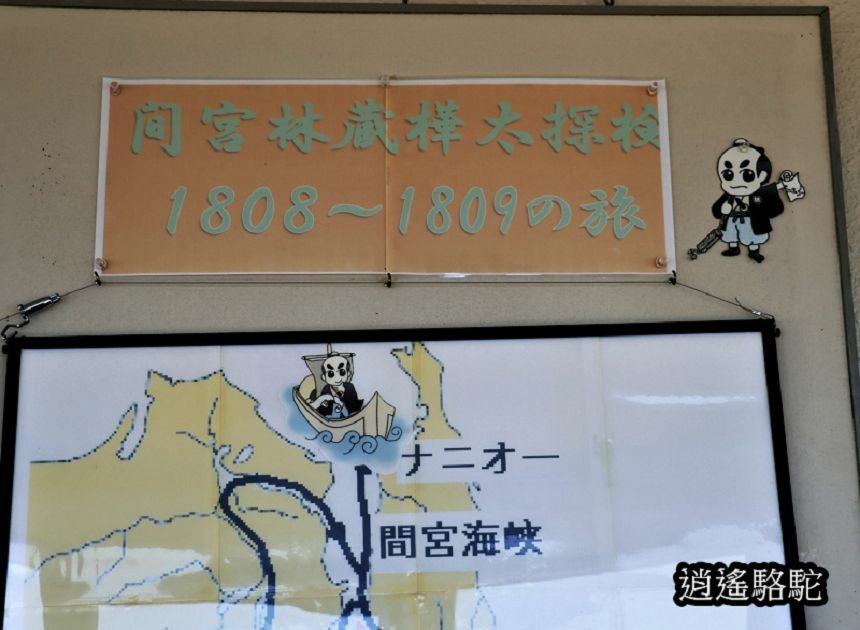 間宮林蔵樺太探検
1808～1809の旅
ナニオー
間宮海峡
逍遙駱駝